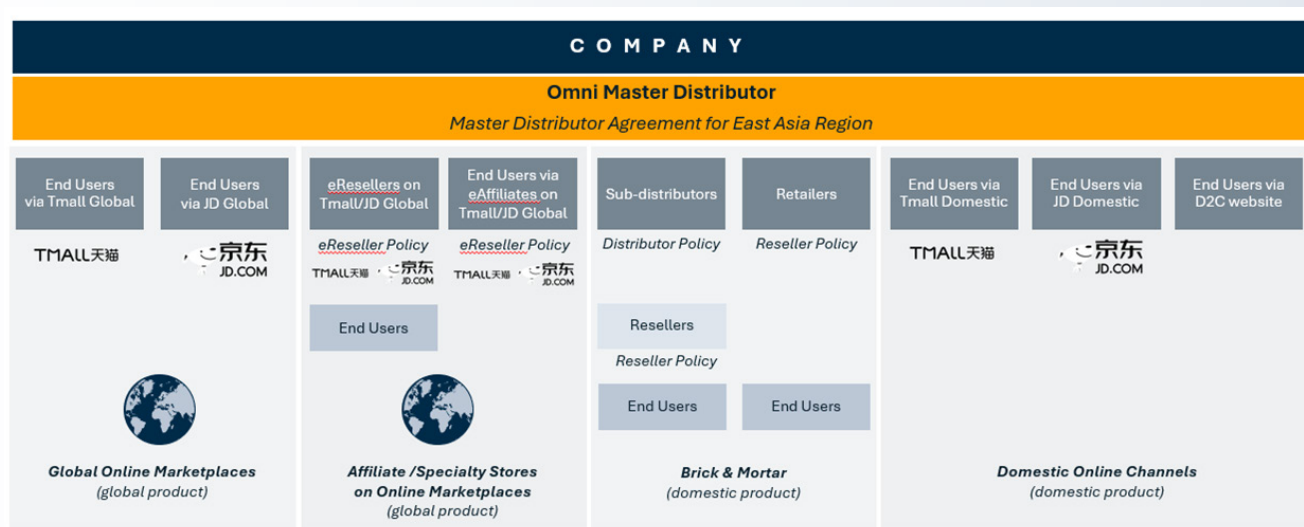 COMPANY
Omni Master Distributor
Master Distributor Agreement for East Asia Region
End Users
via Tmall Global
End Users
via JD Global
eResellers on
Tmall/JD Global
End Users via
eAffiliates on
Tmall/JD Global
Sub-distributors
Retailers
End Users via
Tmall Domestic
End Users via
JD Domestic
End Users via
D2C website
TMALL天猫
京东
JD.COM
eReseller Policy
TMALL天猫
京东
JD.COM
eReseller Policy
TMALL天猫
京东
JD.COM
Distributor Policy
Reseller Policy
TMALL天猫
京东
JD.COM
End Users
Resellers
Reseller Policy
End Users
End Users
Global Online Marketplaces
(global product)
Affiliate /Specialty Stores
on Online Marketplaces
(global product)
Brick & Mortar
(domestic product)
Domestic Online Channels
(domestic product)